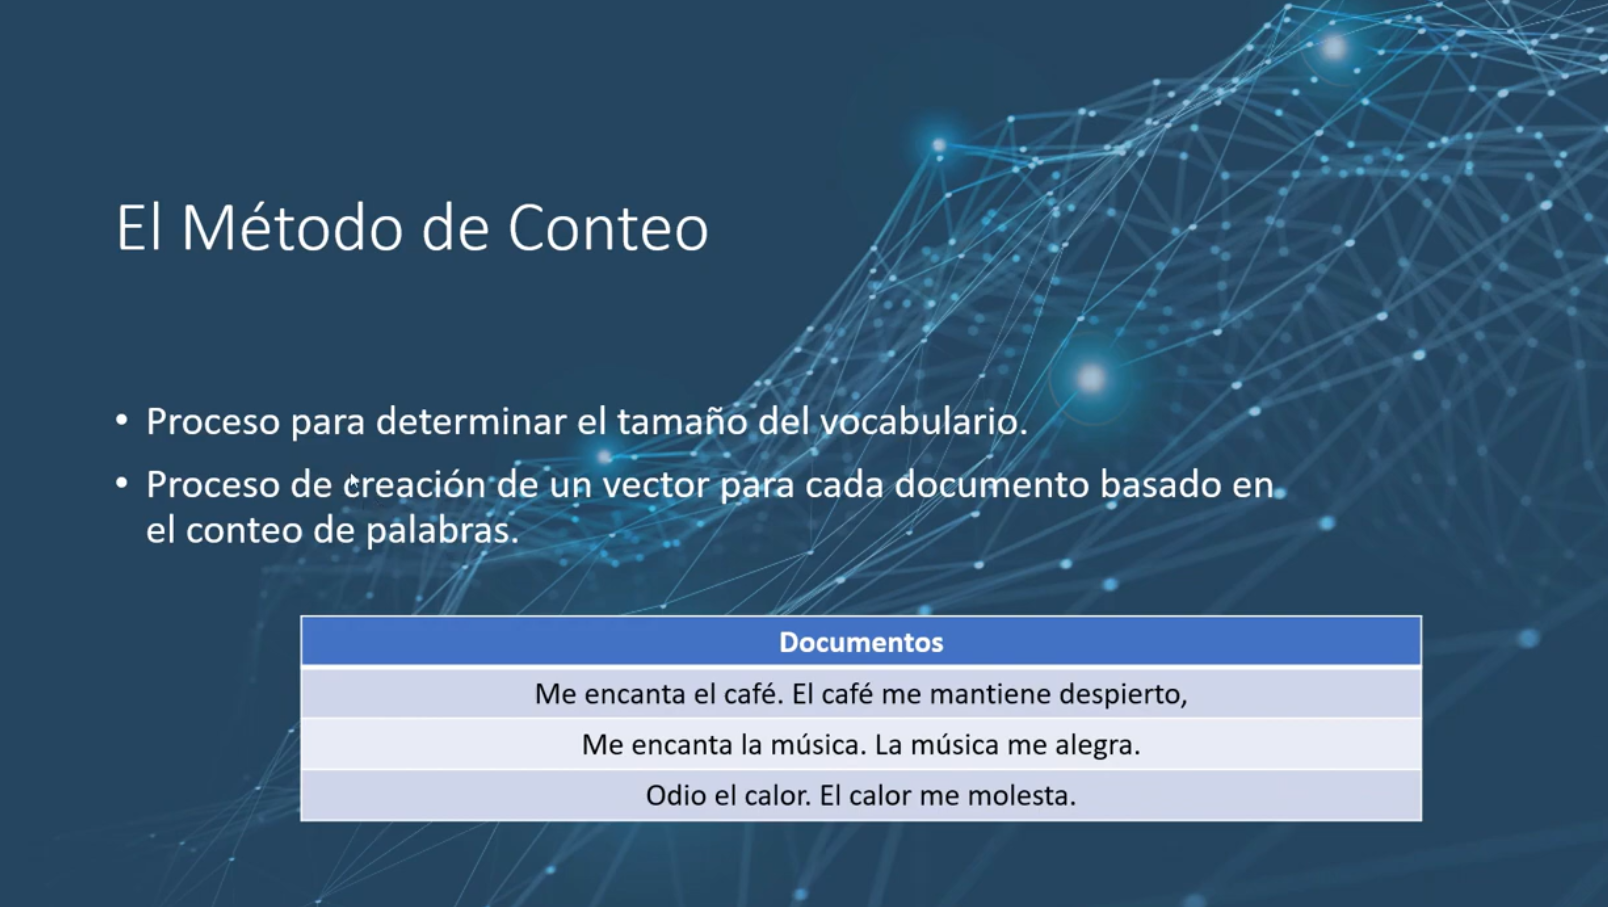 El Método de Conteo
• Proceso para determinar el tamaño del vocabulario.
• Proceso de creación de un vector para cada documento basado en
el conteo de palabras.
Documentos
Me encanta el café. El café me mantiene despierto,
Me encanta la música. La música me alegra.
Odio el calor. El calor me molesta.